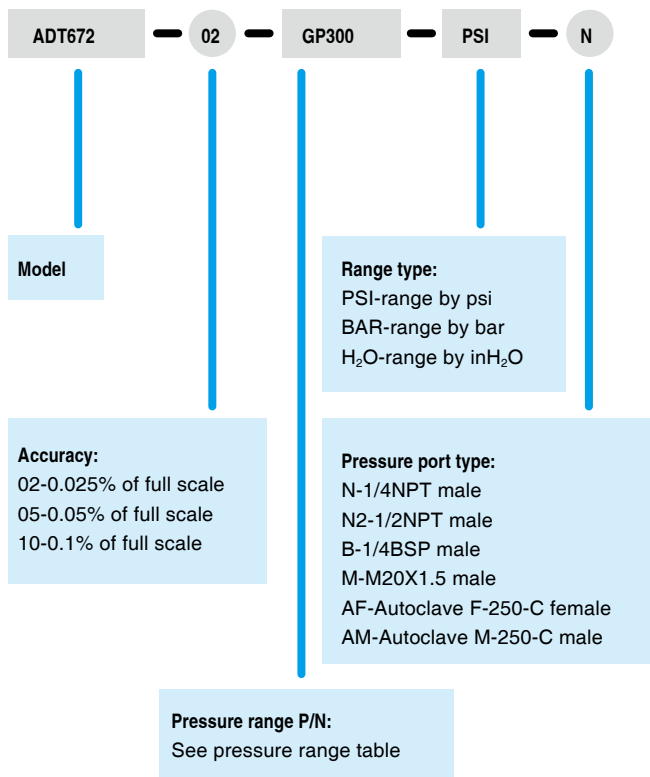 ADT672 — 02 — GP300 — PSI — N
Model
Range type:
PSI-range by psi
BAR-range by bar
H₂O-range by inH₂O
Accuracy:
02-0.025% of full scale
05-0.05% of full scale
10-0.1% of full scale
Pressure port type:
N-1/4NPT male
N2-1/2NPT male
B-1/4BSP male
M-M20X1.5 male
AF-Autoclave F-250-C female
AM-Autoclave M-250-C male
Pressure range P/N:
See pressure range table